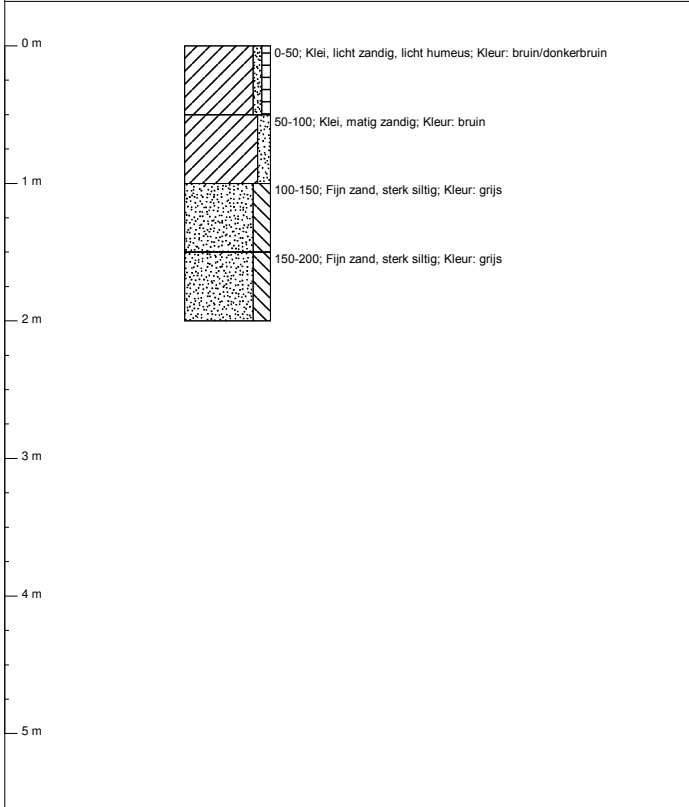 0 m
0-50; Klei, licht zandig, licht humeus; Kleur: bruin/donkerbruin
50-100; Klei, matig zandig; Kleur: bruin
1 m
100-150; Fijn zand, sterk siltig; Kleur: grijs
150-200; Fijn zand, sterk siltig; Kleur: grijs
2 m
3 m
4 m
5 m